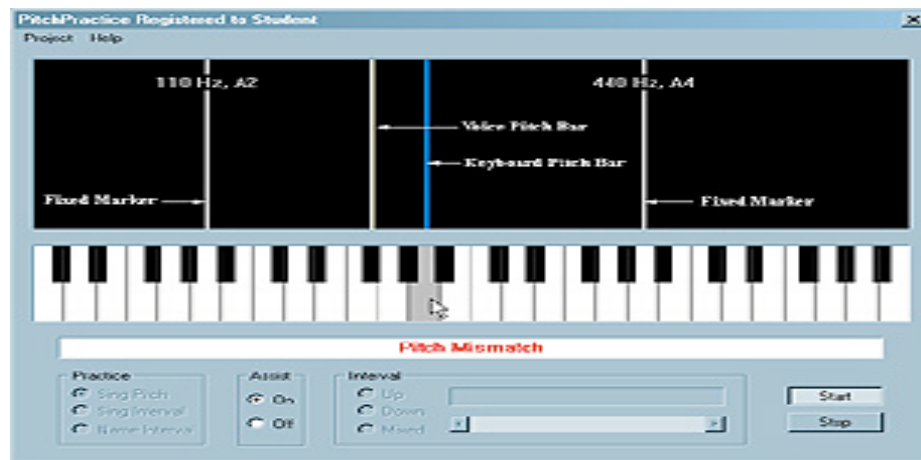 PitchPractice Registered to Student
Project Help
110 Hz, A2
440 Hz, A4
Voice Pitch Bar
Keyboard Pitch Bar
Fixed Marker
Fixed Marker
Pitch Mismatch
Practice
Sing Pitch
Sing Interval
Name Interval
Assist
On
Off
Interval
Up
Down
Mixed
Start
Stop